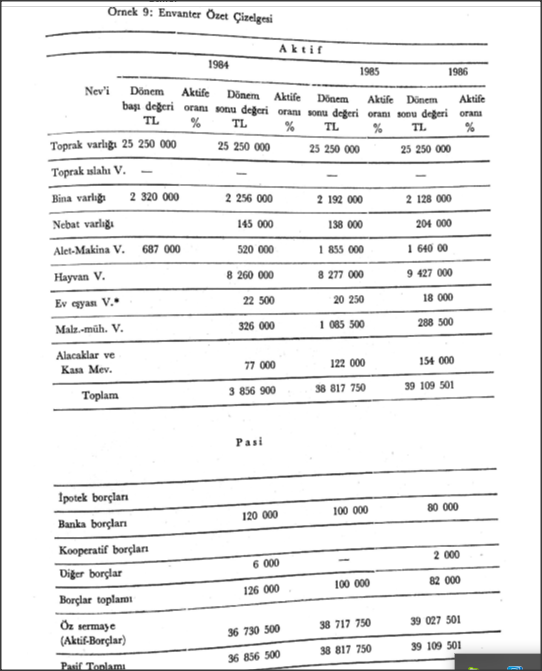 Ornek 9: Envanter Özet Çizelgesi
Aktif
1984 1985 1986
Nev'i Dönem başı değeri TL Aktife oranı % Dönem sonu değeri TL Aktife oranı % Dönem sonu değeri TL Aktife oranı % Dönem sonu değeri TL Aktife oranı %
Toprak varlığı 25 250 000 25 250 000 25 250 000 25 250 000
Toprak ıslahı V. — — — —
Bina varlığı 2 320 000 2 256 000 2 192 000 2 128 000
Nebat varlığı 145 000 138 000 204 000
Alet-Makina V. 687 000 520 000 1 855 000 1 640 00
Hayvan V. 8 260 000 8 277 000 9 427 000
Ev eşyası V.* 22 500 20 250 18 000
Malz.-müh. V. 326 000 1 085 500 288 500
Alacaklar ve
Kasa Mev. 77 000 122 000 154 000
Toplam 3 856 900 38 817 750 39 109 501
Pasi
İpotek borçları
Banka borçları 120 000 100 000 80 000
Kooperatif borçları
Diğer borçlar 6 000 — 2 000
Borçlar toplamı 126 000 100 000 82 000
Öz sermaye
(Aktif-Borçlar) 36 730 500 38 717 750 39 027 501
Pasif Toplamı 36 856 500 38 817 750 39 109 501